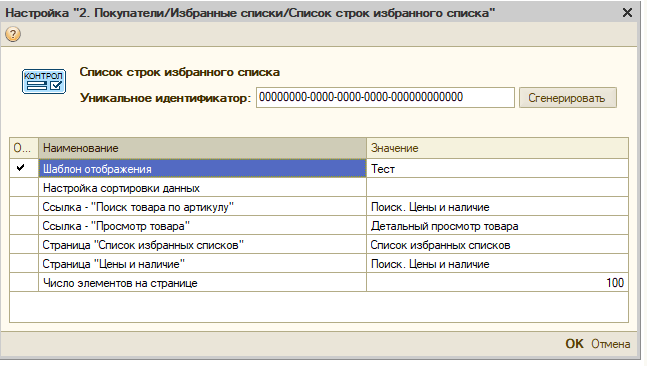 Настройка "2. Покупатели/Избранные списки/Список строк избранного списка"
?
КОНТРОЛ
Список строк избранного списка
Уникальное идентификатор: 00000000-0000-0000-0000-000000000000 Сгенерировать
О... Наименование Значение
Шаблон отображения Тест
Настройка сортировки данных
Ссылка - "Поиск товара по артикулу" Поиск. Цены и наличие
Ссылка - "Просмотр товара" Детальный просмотр товара
Страница "Список избранных списков" Список избранных списков
Страница "Цены и наличие" Поиск. Цены и наличие
Число элементов на странице 100
OK Отмена